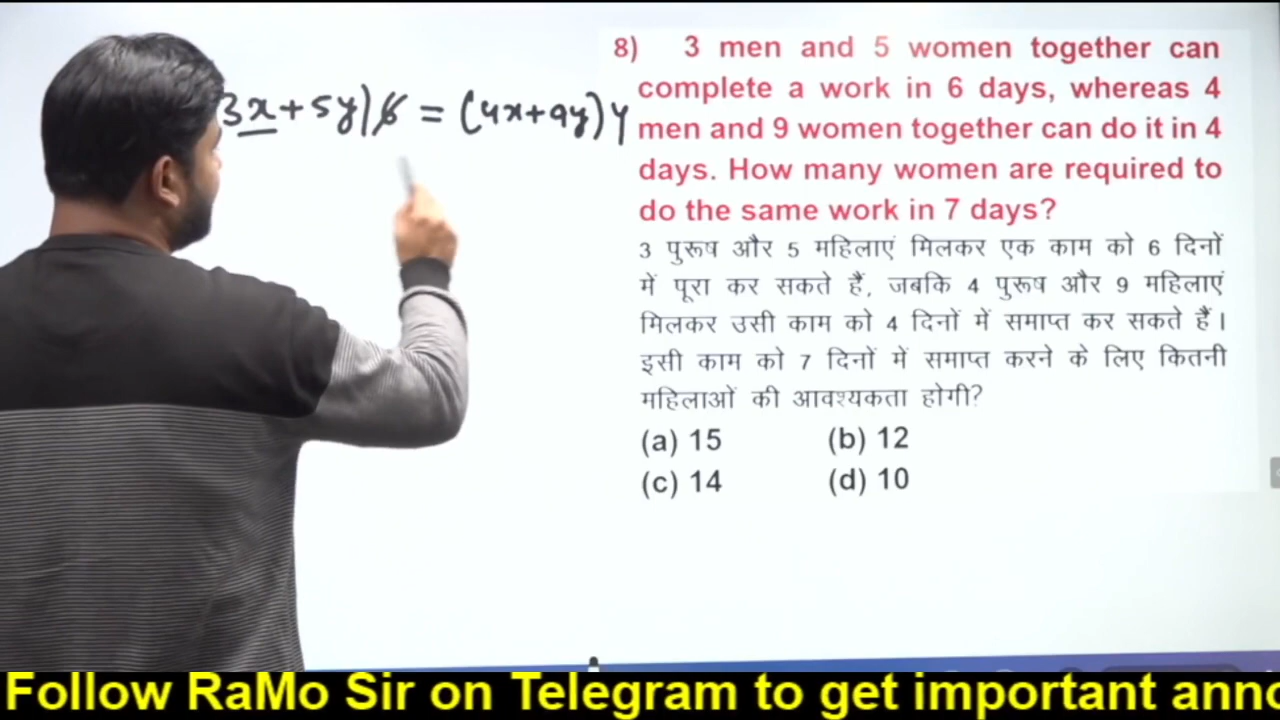 3x+5y)6 = (4x+9y)4
8) 3 men and 5 women together can
complete a work in 6 days, whereas 4
men and 9 women together can do it in 4
days. How many women are required to
do the same work in 7 days?
3 पुरूष और 5 महिलाएं मिलकर एक काम को 6 दिनों
में पूरा कर सकते हैं, जबकि 4 पुरूष और 9 महिलाएं
मिलकर उसी काम को 4 दिनों में समाप्त कर सकते हैं।
इसी काम को 7 दिनों में समाप्त करने के लिए कितनी
महिलाओं की आवश्यकता होगी?
(a) 15 (b) 12
(c) 14 (d) 10
Follow RaMo Sir on Telegram to get important anno